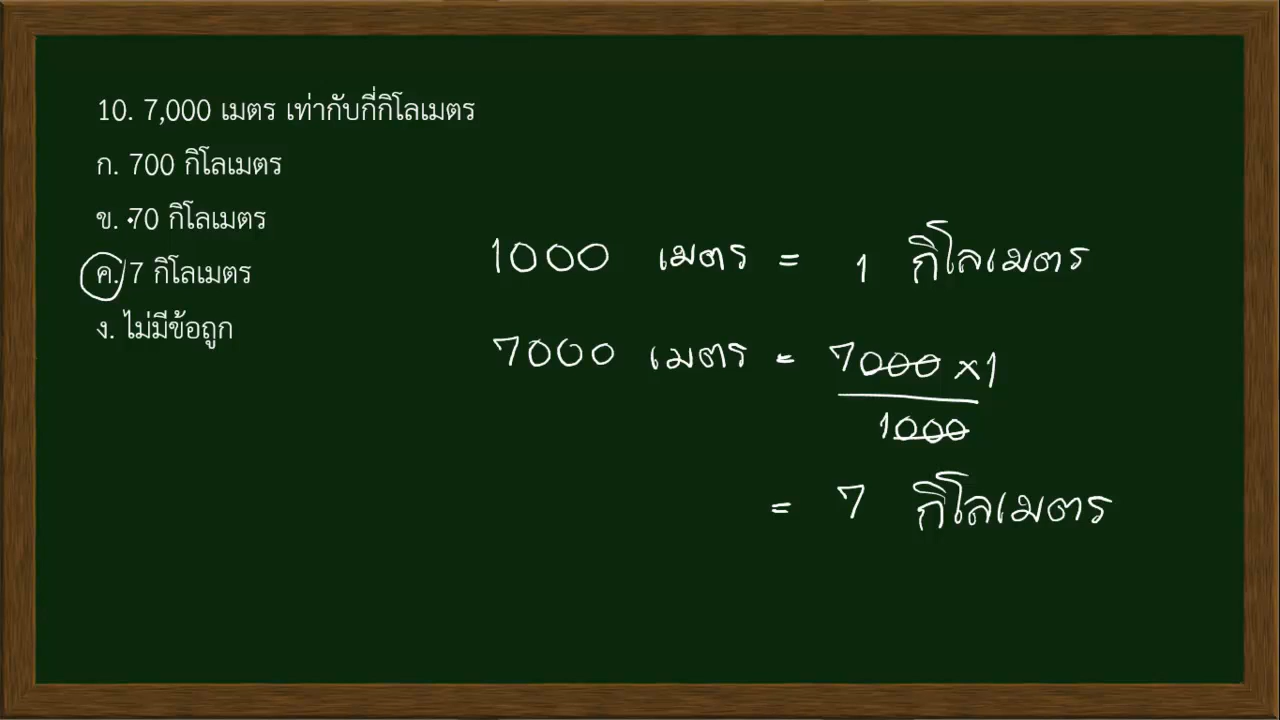 10. 7,000 เมตร เท่ากับกี่กิโลเมตร
ก. 700 กิโลเมตร
ข. 70 กิโลเมตร
ค. 7 กิโลเมตร
ง. ไม่มีข้อถูก
1000 เมตร = 1 กิโลเมตร
7000 เมตร = 7000 ×1
1000
= 7 กิโลเมตร